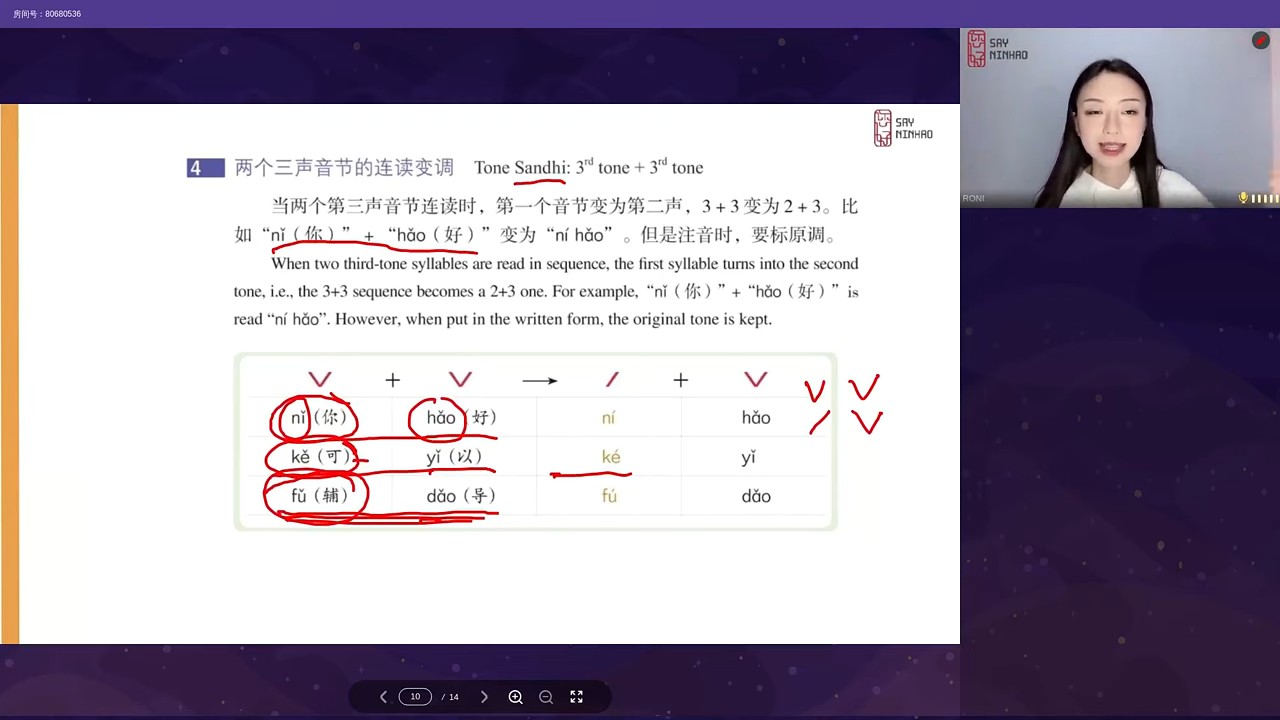 房间号：80680536
SAY
NINHAO
SAY
NINHAO
RONI
4 两个三声音节的连读变调 Tone Sandhi: 3rd tone + 3rd tone
当两个第三声音节连读时，第一个音节变为第二声，3 + 3 变为 2 + 3。比
如“nǐ（你）” + “hǎo（好）”变为“ní hǎo”。但是注音时，要标原调。
When two third-tone syllables are read in sequence, the first syllable turns into the second
tone, i.e., the 3+3 sequence becomes a 2+3 one. For example, “nǐ（你）” + “hǎo（好）” is
read “ní hǎo”. However, when put in the written form, the original tone is kept.
ˇ + ˇ → ˊ + ˇ
nǐ（你） hǎo（好） ní hǎo
kě（可） yǐ（以） ké yǐ
fǔ（辅） dǎo（导） fú dǎo
10 / 14